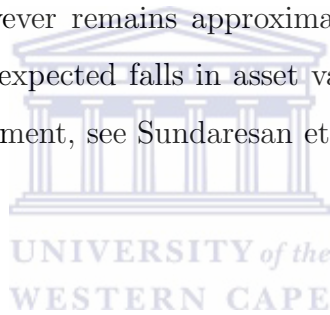 ever remains approxima
expected falls in asset va
ment, see Sundaresan et
UNIVERSITY of the
WESTERN CAPE